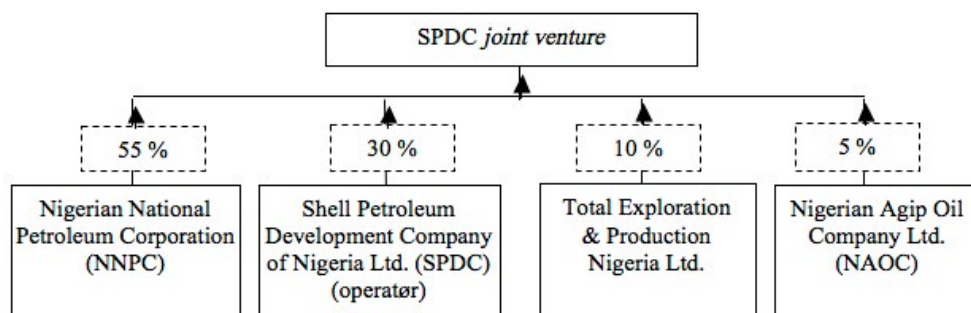 SPDC joint venture
55 %
30 %
10 %
5 %
Nigerian National
Petroleum Corporation
(NNPC)
Shell Petroleum
Development Company
of Nigeria Ltd. (SPDC)
(operatør)
Total Exploration
& Production
Nigeria Ltd.
Nigerian Agip Oil
Company Ltd.
(NAOC)